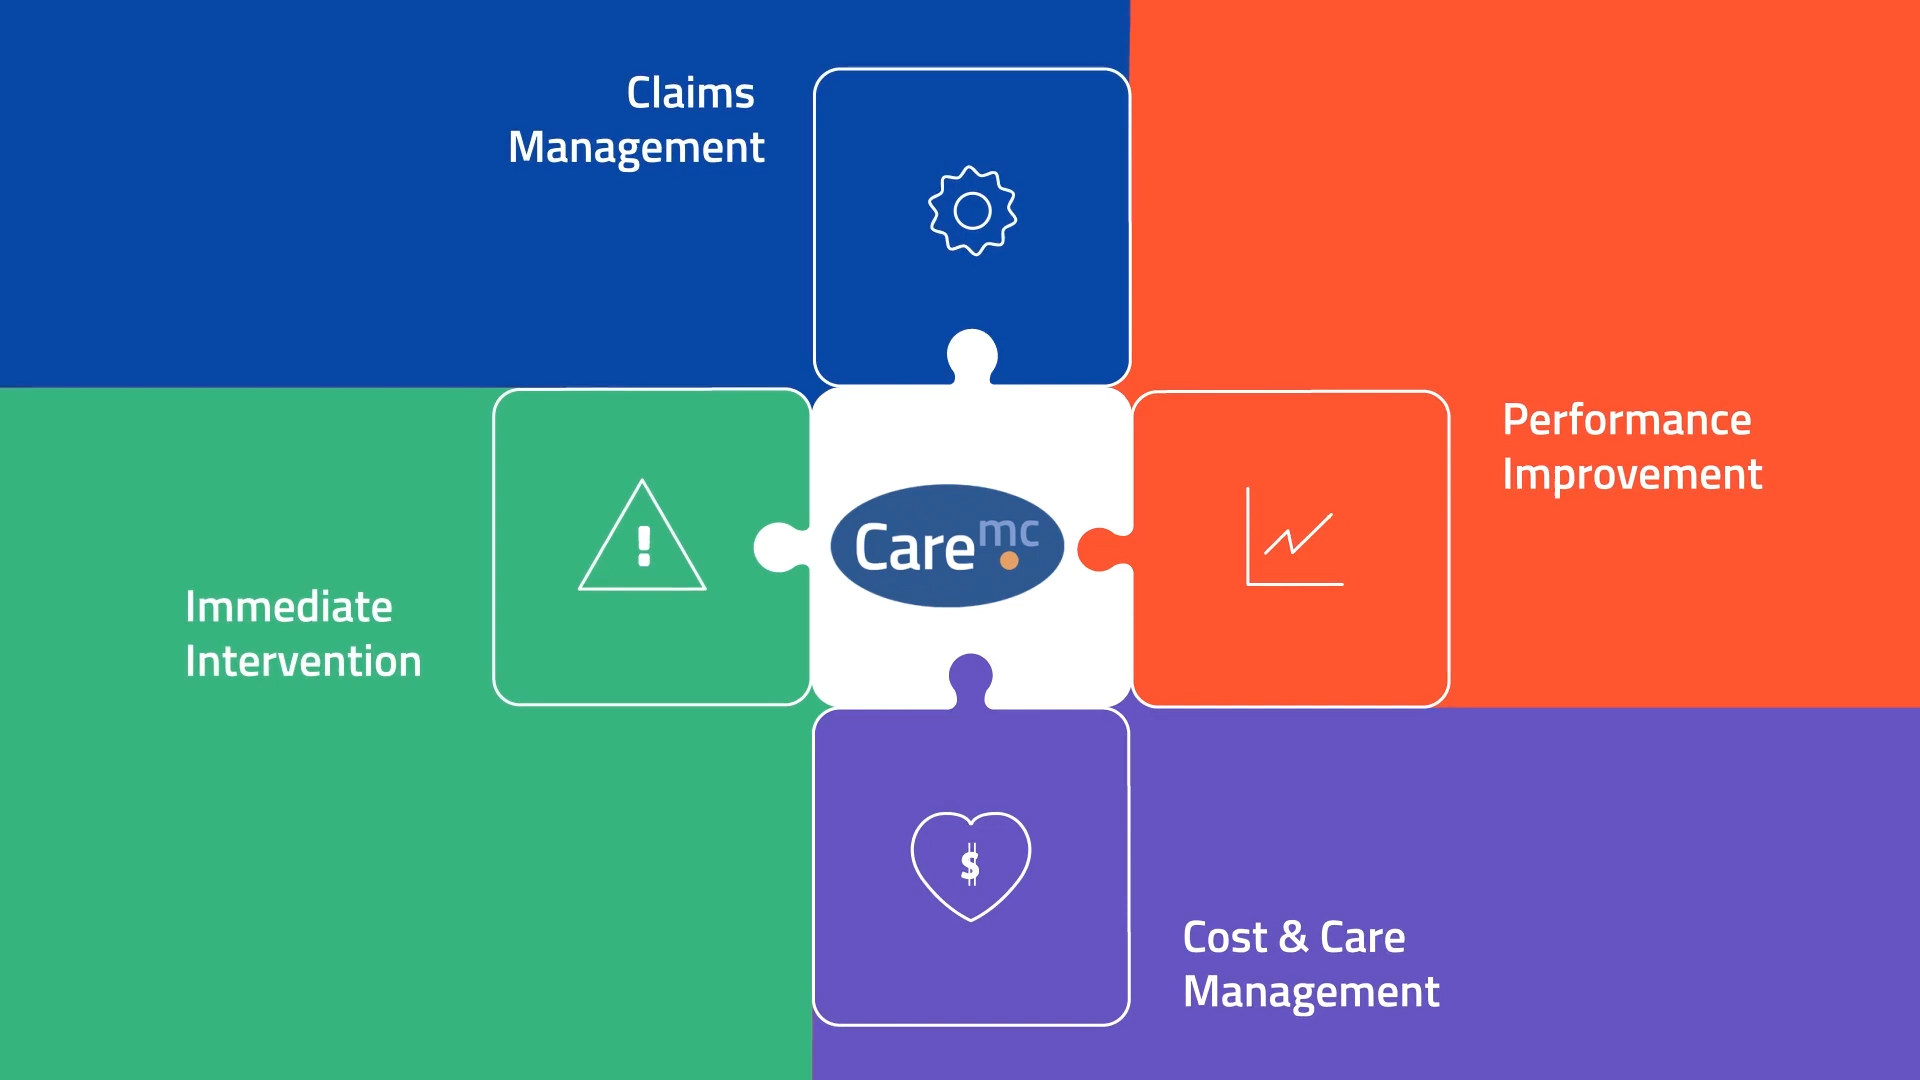 Claims
Management
Performance
Improvement
Care mc
!
Immediate
Intervention
$
Cost & Care
Management